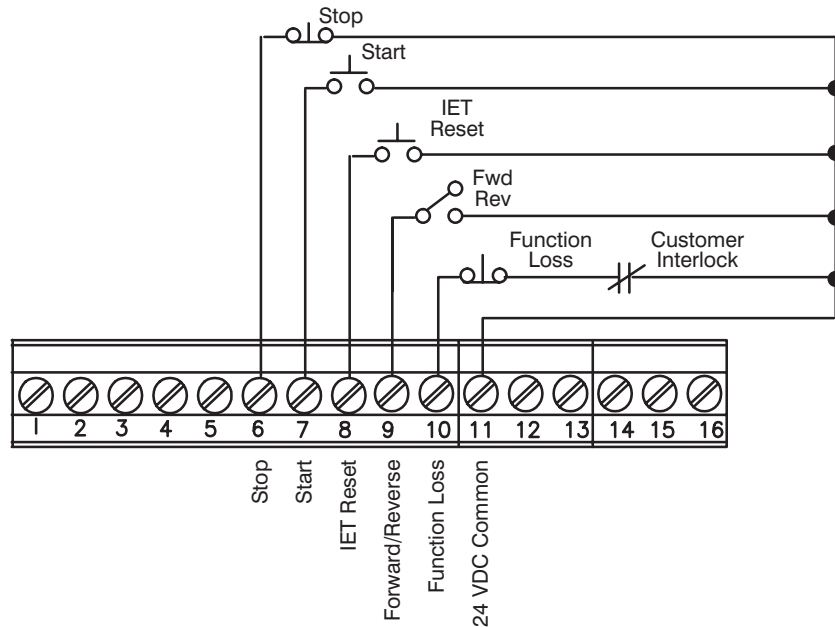 Stop
Start
IET
Reset
Fwd
Rev
Function
Loss
Customer
Interlock
1 2 3 4 5 6 7 8 9 10 11 12 13 14 15 16
Stop
Start
IET Reset
Forward/Reverse
Function Loss
24 VDC Common